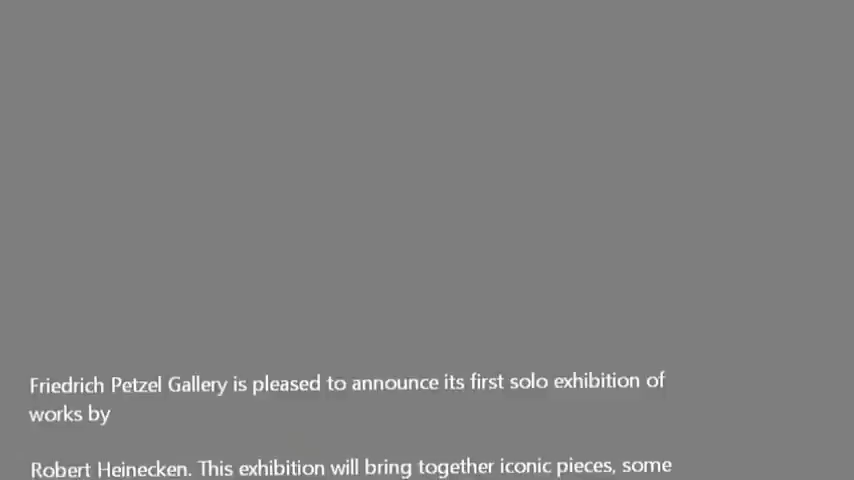 Friedrich Petzel Gallery is pleased to announce its first solo exhibition of
works by
Robert Heinecken. This exhibition will bring together iconic pieces, some